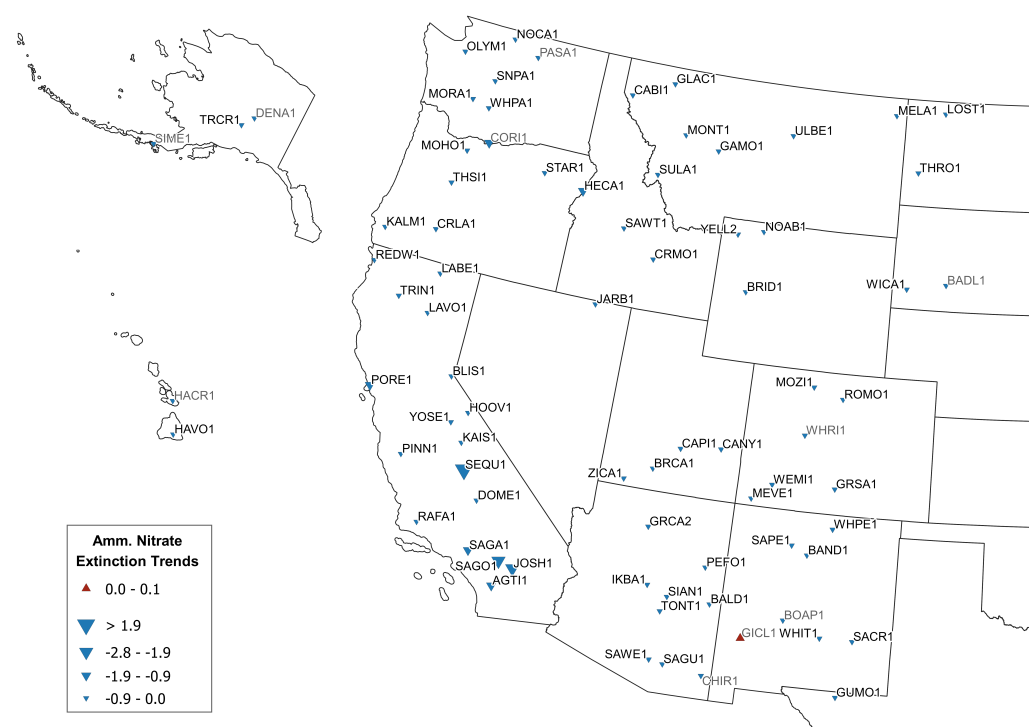 NOCA1
OLYM1
PASA1
SNPA1
GLAC1
CABI1
MORA1
WHPA1
MELA1
LOST1
DENA1
TRCR1
SIME1
CORI1
MOHO1
MONT1
ULBE1
GAMO1
STAR1
THSI1
HECA1
SULA1
THRO1
KALM1
CRLA1
SAWT1
YELL2
NOAB1
REDW1
LABE1
CRMO1
TRIN1
LAVO1
JARB1
BRID1
WICA1
BADL1
PORE1
BLIS1
MOZI1
ROMO1
HACR1
HAVO1
YOSE1
HOOV1
KAIS1
WHRI1
PINN1
CAPI1
CANY1
SEQU1
BRCA1
ZICA1
WEMI1
MEVE1
GRSA1
DOME1
RAFA1
GRCA2
WHPE1
SAPE1
BAND1
SAGA1
SAGO1
JOSH1
AGTI1
PEFO1
IKBA1
SIAN1
TONT1
BALD1
BOAP1
GICL1
WHIT1
SACR1
SAWE1
SAGU1
CHIR1
GUMO1
Amm. Nitrate
Extinction Trends
0.0 - 0.1
> 1.9
-2.8 - -1.9
-1.9 - -0.9
-0.9 - 0.0